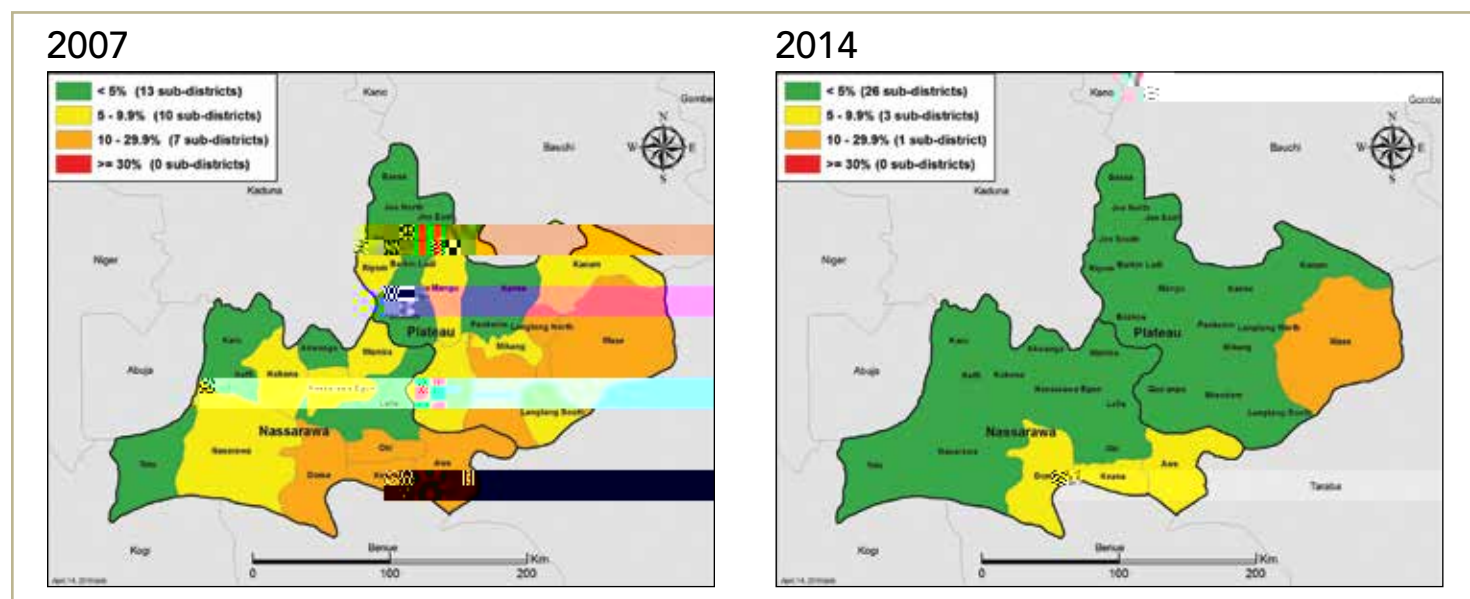 2007
< 5% (13 sub-districts)
5 - 9.9% (10 sub-districts)
10 - 29.9% (7 sub-districts)
>= 30% (0 sub-districts)
Kano
Gombe
N
W E
S
Bauchi
Kaduna
Bassa
Jos North
Jos East
Niger
Riyom Barkin Ladi
Kanam
Mangu
Kanke
Pankshin Langtang North
Plateau
Karu
Akwanga
Wamba
Mikang
Wase
Abuja
Keffi
Kokona
Nassarawa Egon
Lafia
Langtang South
Nassarawa
Nasarawa
Obi
Toto
Doma
Awe
Kogi
Benue
Km
0 100 200
2014
< 5% (26 sub-districts)
5 - 9.9% (3 sub-districts)
10 - 29.9% (1 sub-district)
>= 30% (0 sub-districts)
Kano
Gombe
N
W E
S
Bauchi
Kaduna
Bassa
Jos North
Jos East
Jos South
Niger
Riyom Barkin Ladi
Kanam
Mangu
Kanke
Bokkos
Pankshin Langtang North
Plateau
Karu
Akwanga
Wamba
Mikang
Wase
Abuja
Keffi
Kokona
Nassarawa Egon
Lafia
Qua'anpa
Shendam
Langtang South
Nassarawa
Nasarawa
Obi
Toto
Keana
Awe
Taraba
Kogi
Benue
Km
0 100 200